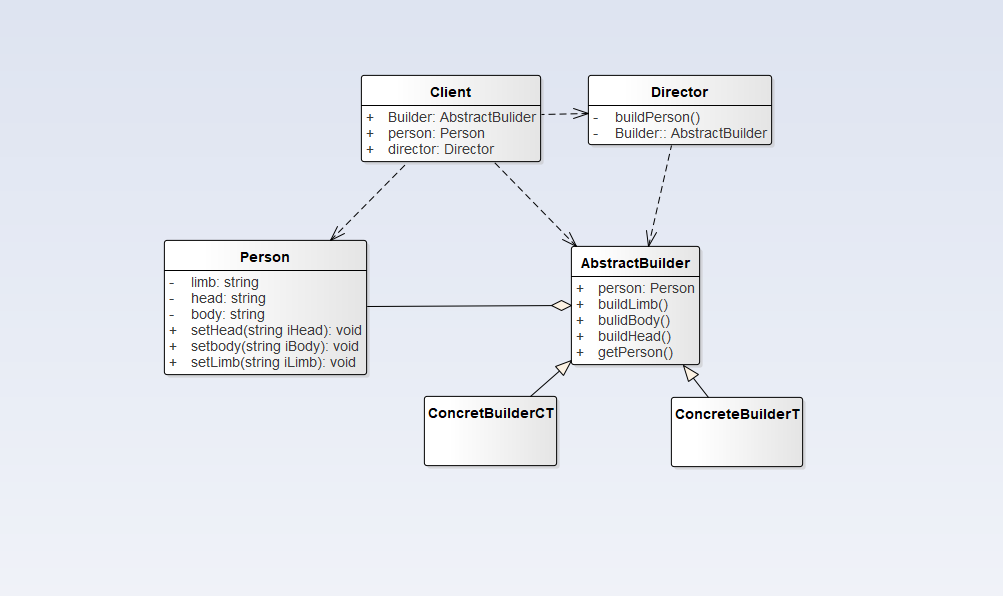 Client
+ Builder: AbstractBulider
+ person: Person
+ director: Director
Director
- buildPerson()
- Builder:: AbstractBuilder
Person
- limb: string
- head: string
- body: string
+ setHead(string iHead): void
+ setbody(string iBody): void
+ setLimb(string iLimb): void
AbstractBuilder
+ person: Person
+ buildLimb()
+ bulidBody()
+ buildHead()
+ getPerson()
ConcretBuilderCT
ConcreteBuilderT